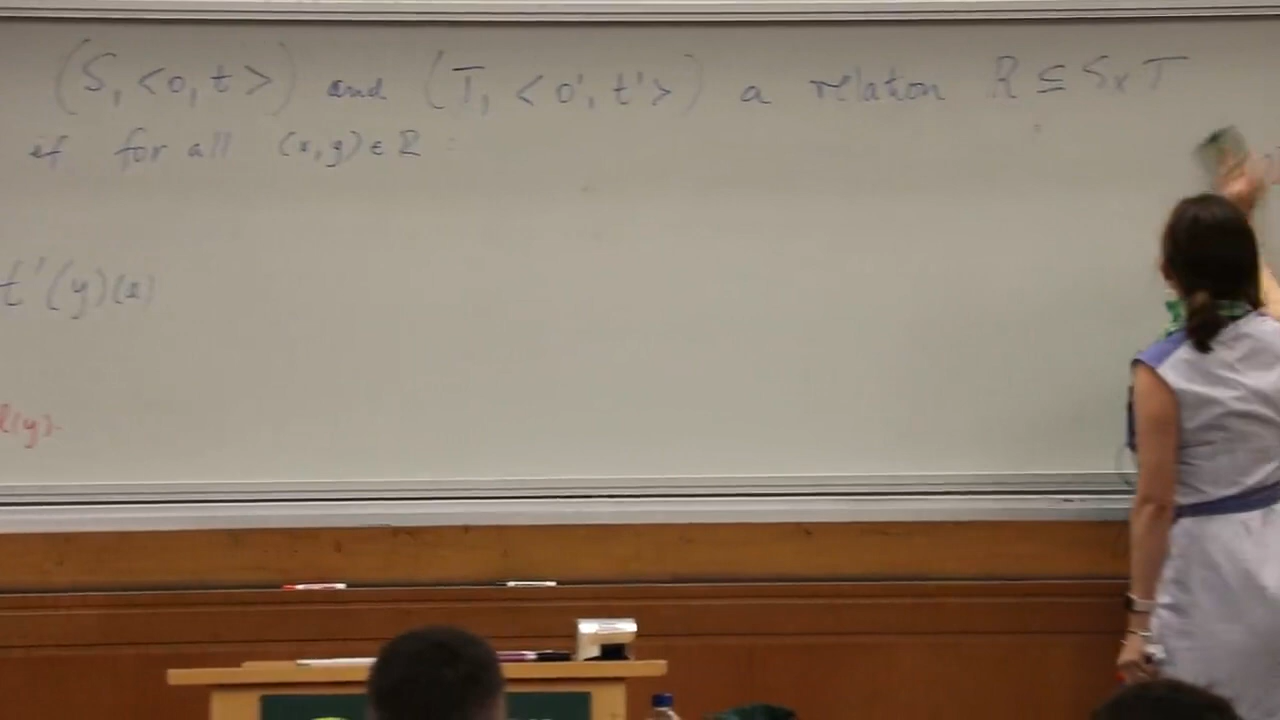 (S, <o, t>) and (T, <o', t'>) a relation R ⊆ S x T
if for all (x,y) ∈ R :
t'(y)(a)
l(y).